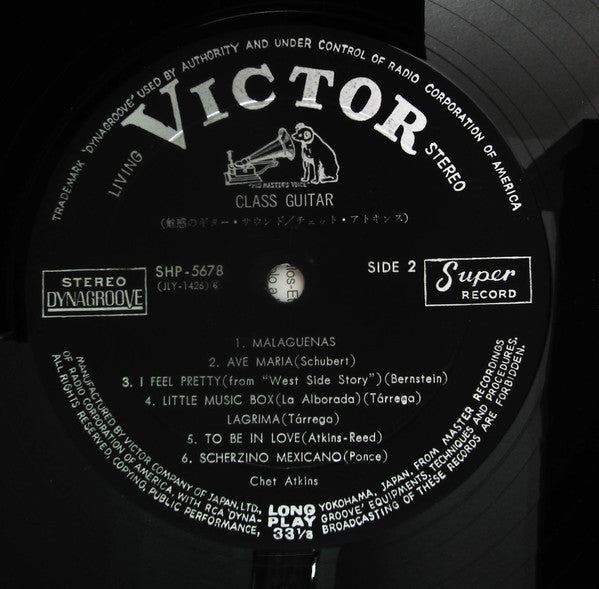 TRADEMARK "DYNAGROOVE" USED BY AUTHORITY AND UNDER CONTROL OF RADIO CORPORATION OF AMERICA
LIVING
VICTOR
STEREO
"HIS MASTER'S VOICE"
CLASS GUITAR
(魅惑のギター・サウンド/チェット・アトキンス)
STEREO
DYNAGROOVE
SHP-5678
(JLY-1426)⑥
SIDE 2
Super
RECORD
1. MALAGUENAS
2. AVE MARIA(Schubert)
3. I FEEL PRETTY(from "West Side Story")(Bernstein)
4. LITTLE MUSIC BOX(La Alborada)(Tárrega)
LAGRIMA(Tárrega)
5. TO BE IN LOVE(Atkins-Reed)
6. SCHERZINO MEXICANO(Ponce)
Chet Atkins
MANUFACTURED BY VICTOR COMPANY OF JAPAN, LTD., YOKOHAMA, JAPAN, FROM MASTER RECORDINGS
OF RADIO CORPORATION OF AMERICA, WITH RCA 'DYNAGROOVE' EQUIPMENTS, TECHNIQUES AND PROCEDURES.
ALL RIGHTS RESERVED, COPYING, PUBLIC PERFORMANCE, BROADCASTING OF THESE RECORDS ARE FORBIDDEN.
LONG
PLAY
33⅓